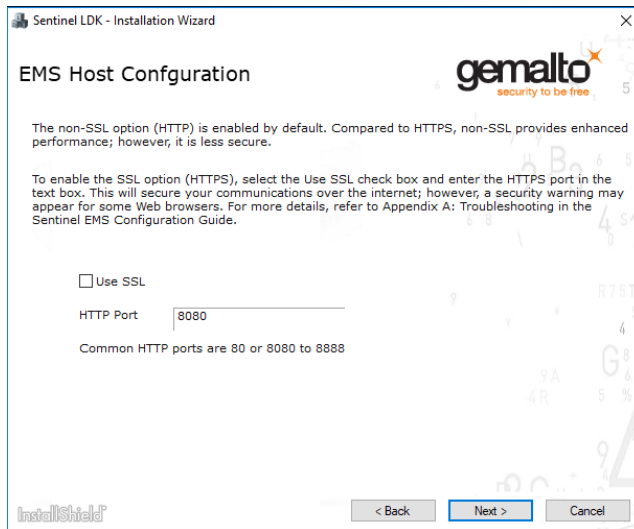 Sentinel LDK - Installation Wizard
EMS Host Confguration
gemalto
security to be free
The non-SSL option (HTTP) is enabled by default. Compared to HTTPS, non-SSL provides enhanced
performance; however, it is less secure.
To enable the SSL option (HTTPS), select the Use SSL check box and enter the HTTPS port in the
text box. This will secure your communications over the internet; however, a security warning may
appear for some Web browsers. For more details, refer to Appendix A: Troubleshooting in the
Sentinel EMS Configuration Guide.
Use SSL
HTTP Port
8080
Common HTTP ports are 80 or 8080 to 8888
InstallShield
< Back
Next >
Cancel